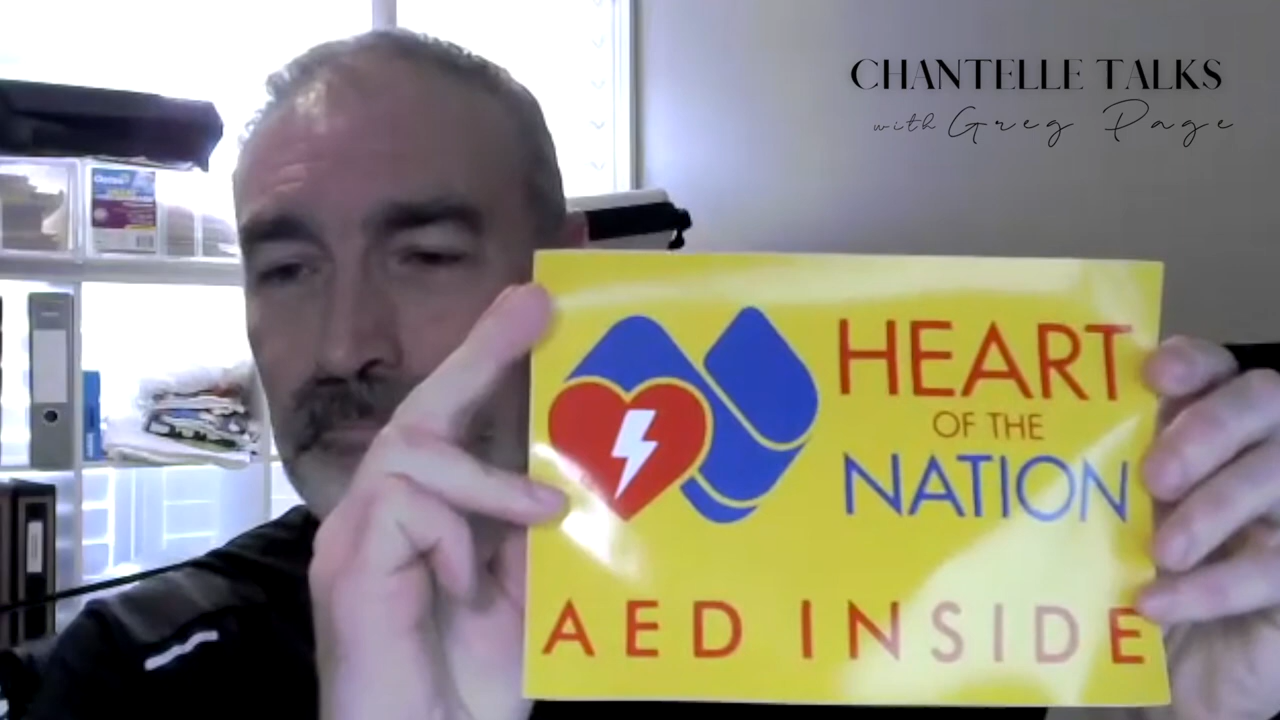 CHANTELLE TALKS
with Greg Page
HEART
OF THE
NATION
AED INSIDE